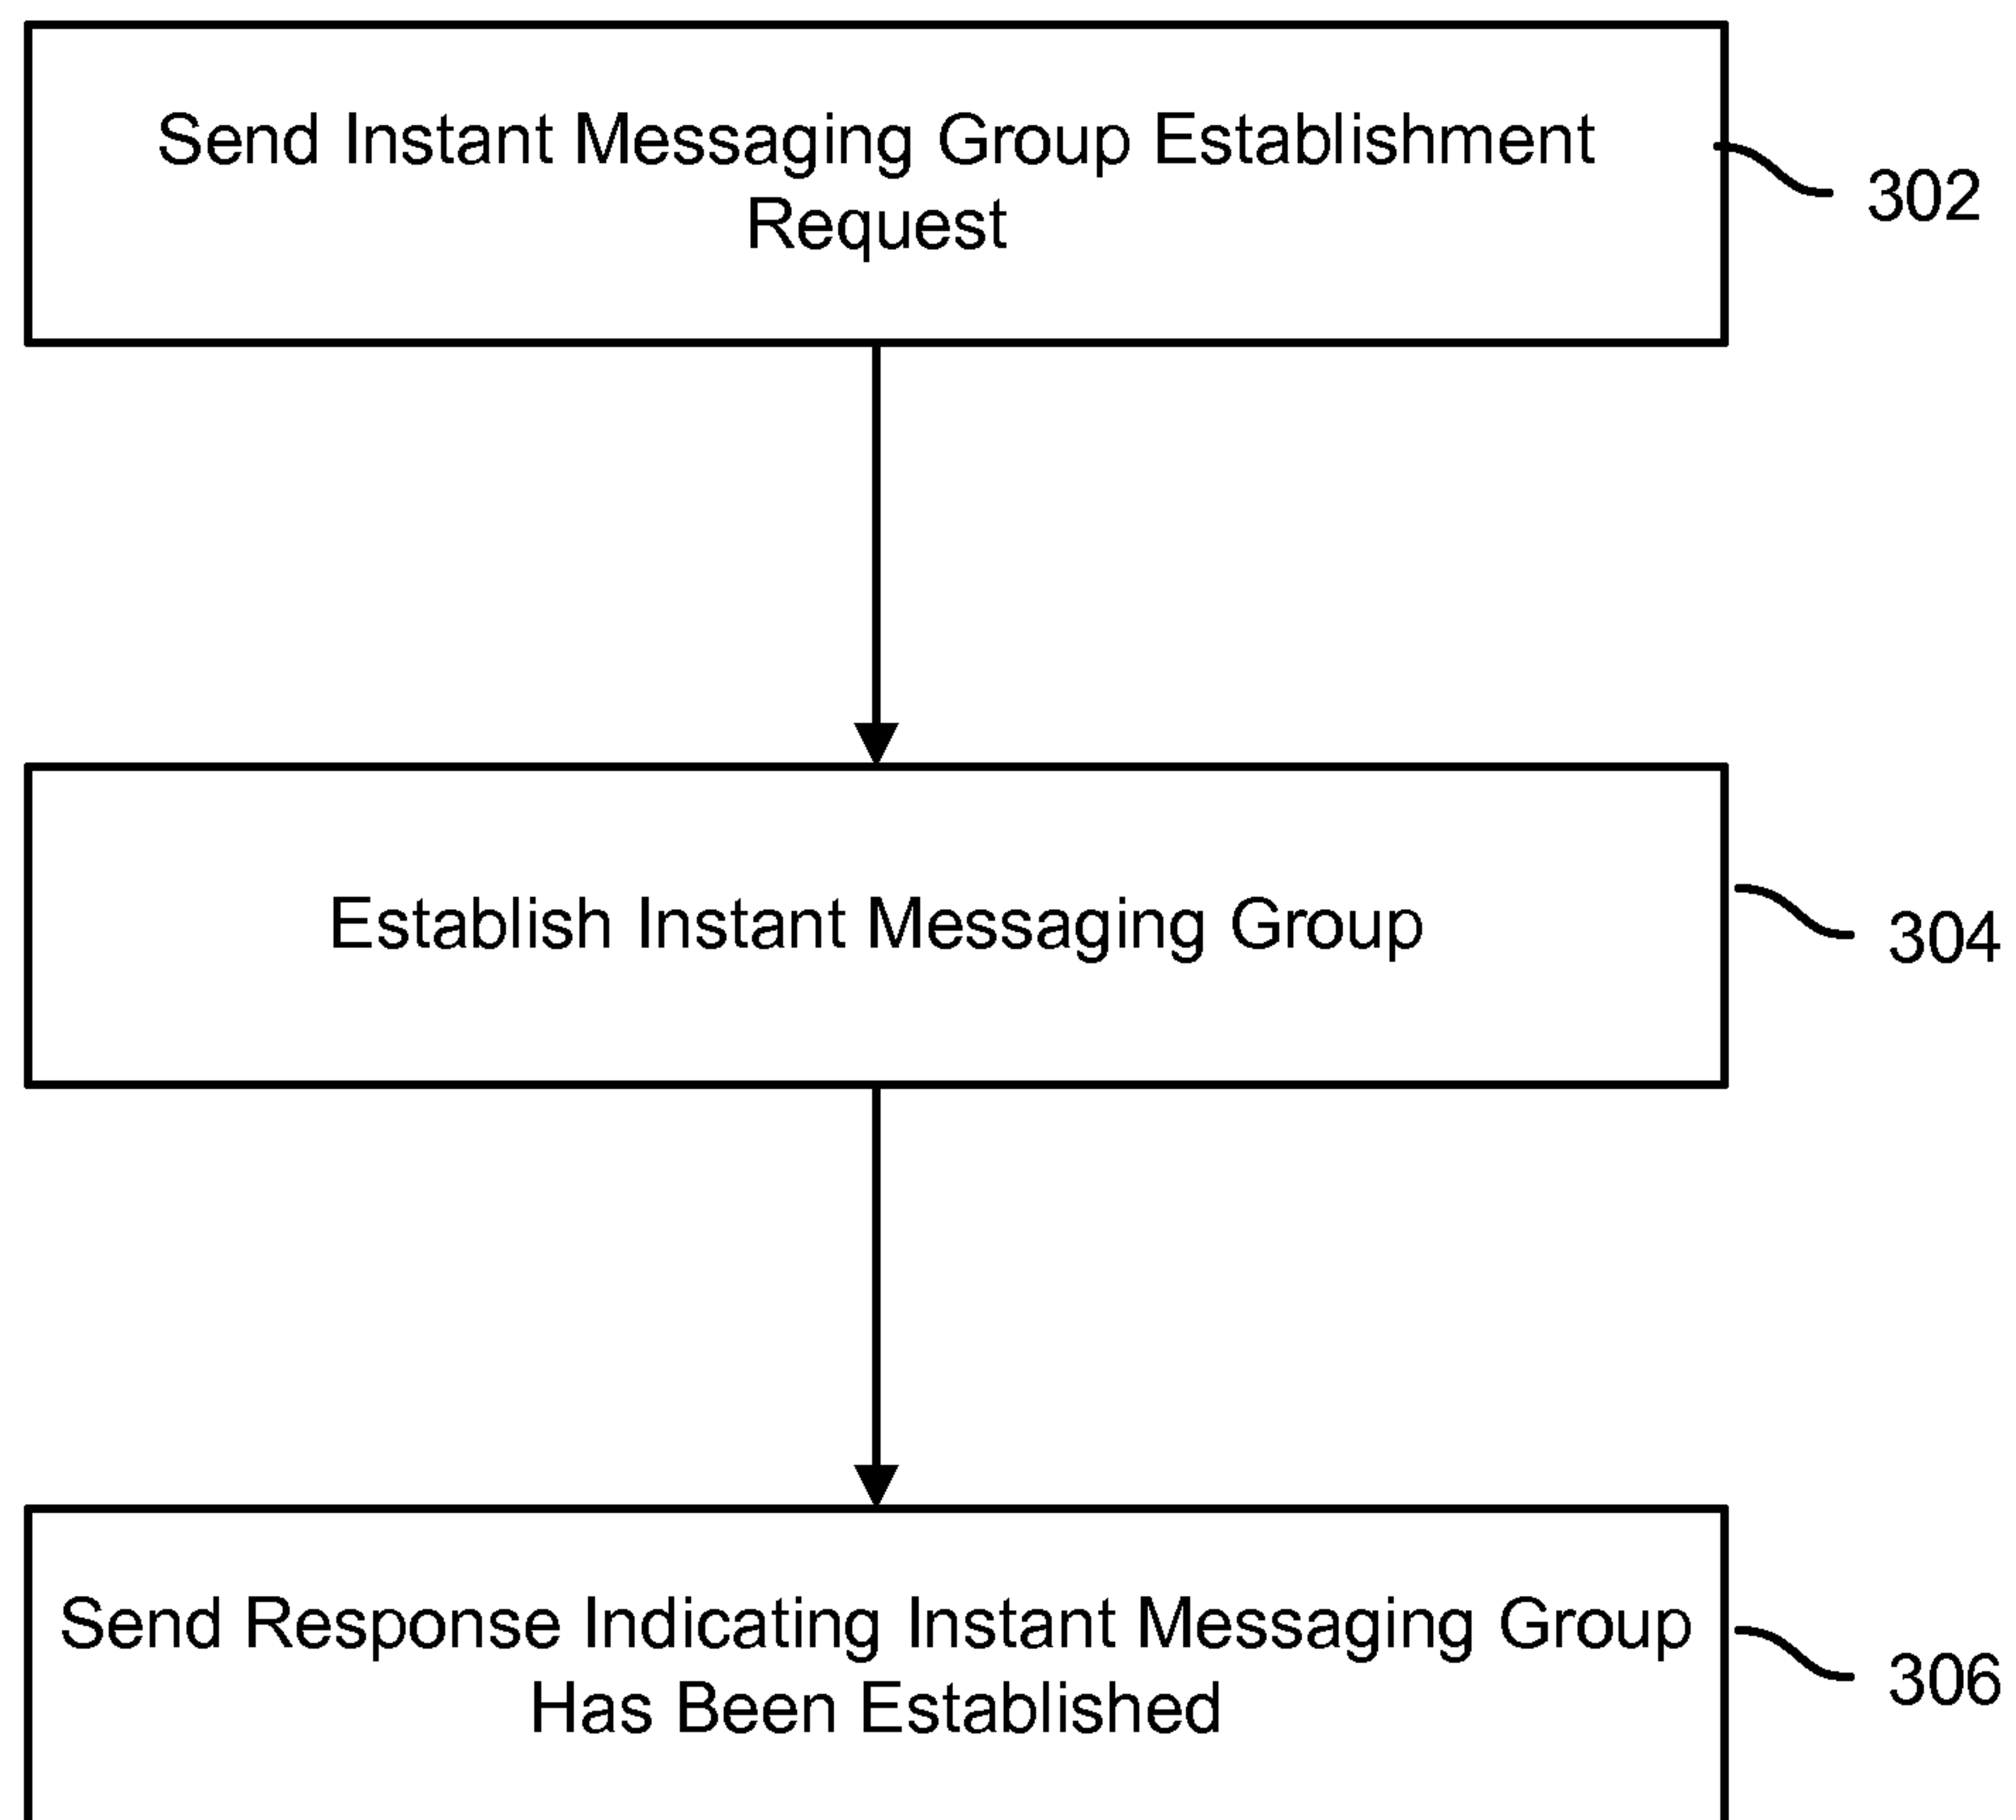 Send Instant Messaging Group Establishment
Request
302
Establish Instant Messaging Group
304
Send Response Indicating Instant Messaging Group
Has Been Established
306